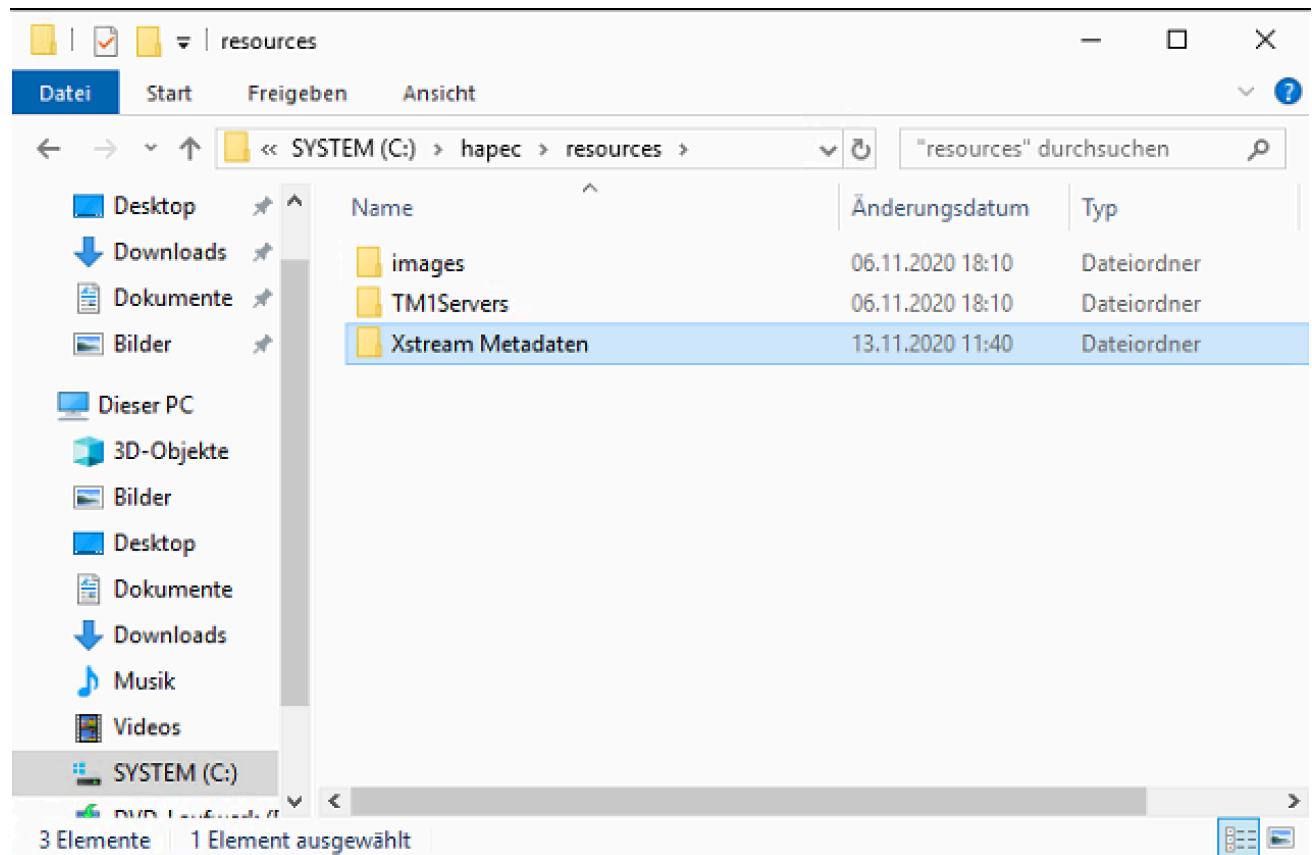 resources
Datei Start Freigeben Ansicht
« SYSTEM (C:) > hapec > resources > "resources" durchsuchen
Desktop
Downloads
Dokumente
Bilder
Dieser PC
3D-Objekte
Bilder
Desktop
Dokumente
Downloads
Musik
Videos
SYSTEM (C:)
Name Änderungsdatum Typ
images 06.11.2020 18:10 Dateiordner
TM1Servers 06.11.2020 18:10 Dateiordner
Xstream Metadaten 13.11.2020 11:40 Dateiordner
3 Elemente 1 Element ausgewählt